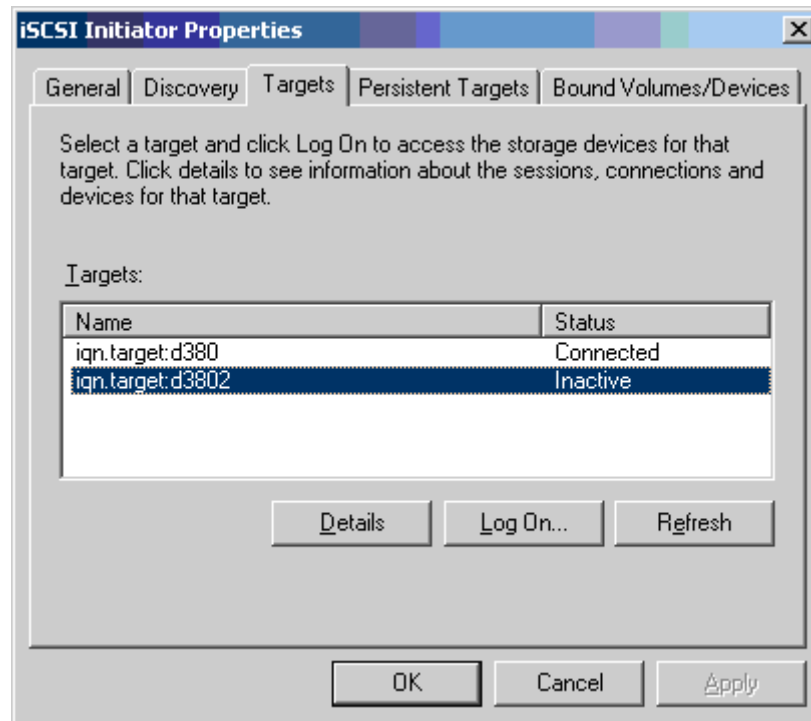 iSCSI Initiator Properties
General Discovery Targets Persistent Targets Bound Volumes/Devices
Select a target and click Log On to access the storage devices for that
target. Click details to see information about the sessions, connections and
devices for that target.
Targets:
Name Status
iqn.target:d380 Connected
iqn.target:d3802 Inactive
Details Log On... Refresh
OK Cancel Apply